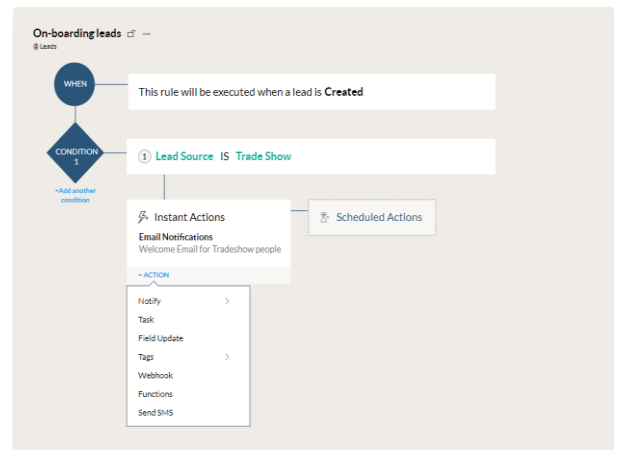 On-boarding leads
@ Leads
WHEN
This rule will be executed when a lead is Created
CONDITION
1
1 Lead Source IS Trade Show
+Add another
condition
Instant Actions
Scheduled Actions
Email Notifications
Welcome Email for Tradeshow people
+ ACTION
Notify
Task
Field Update
Tags
Webhook
Functions
Send SMS